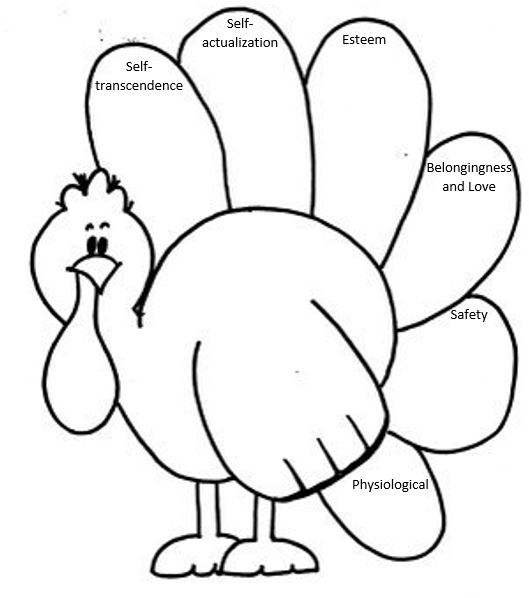 Self-
transcendence
Self-
actualization
Esteem
Belongingness
and Love
Safety
Physiological